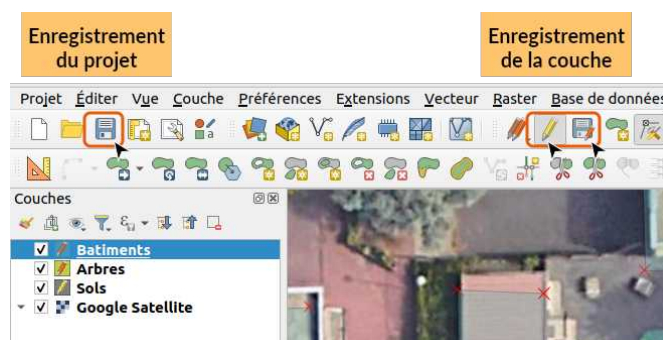 Enregistrement
du projet
Enregistrement
de la couche
Projet Éditer Vue Couche Préférences Extensions Vecteur Raster Base de données
Couches
Batiments
Arbres
Sols
Google Satellite